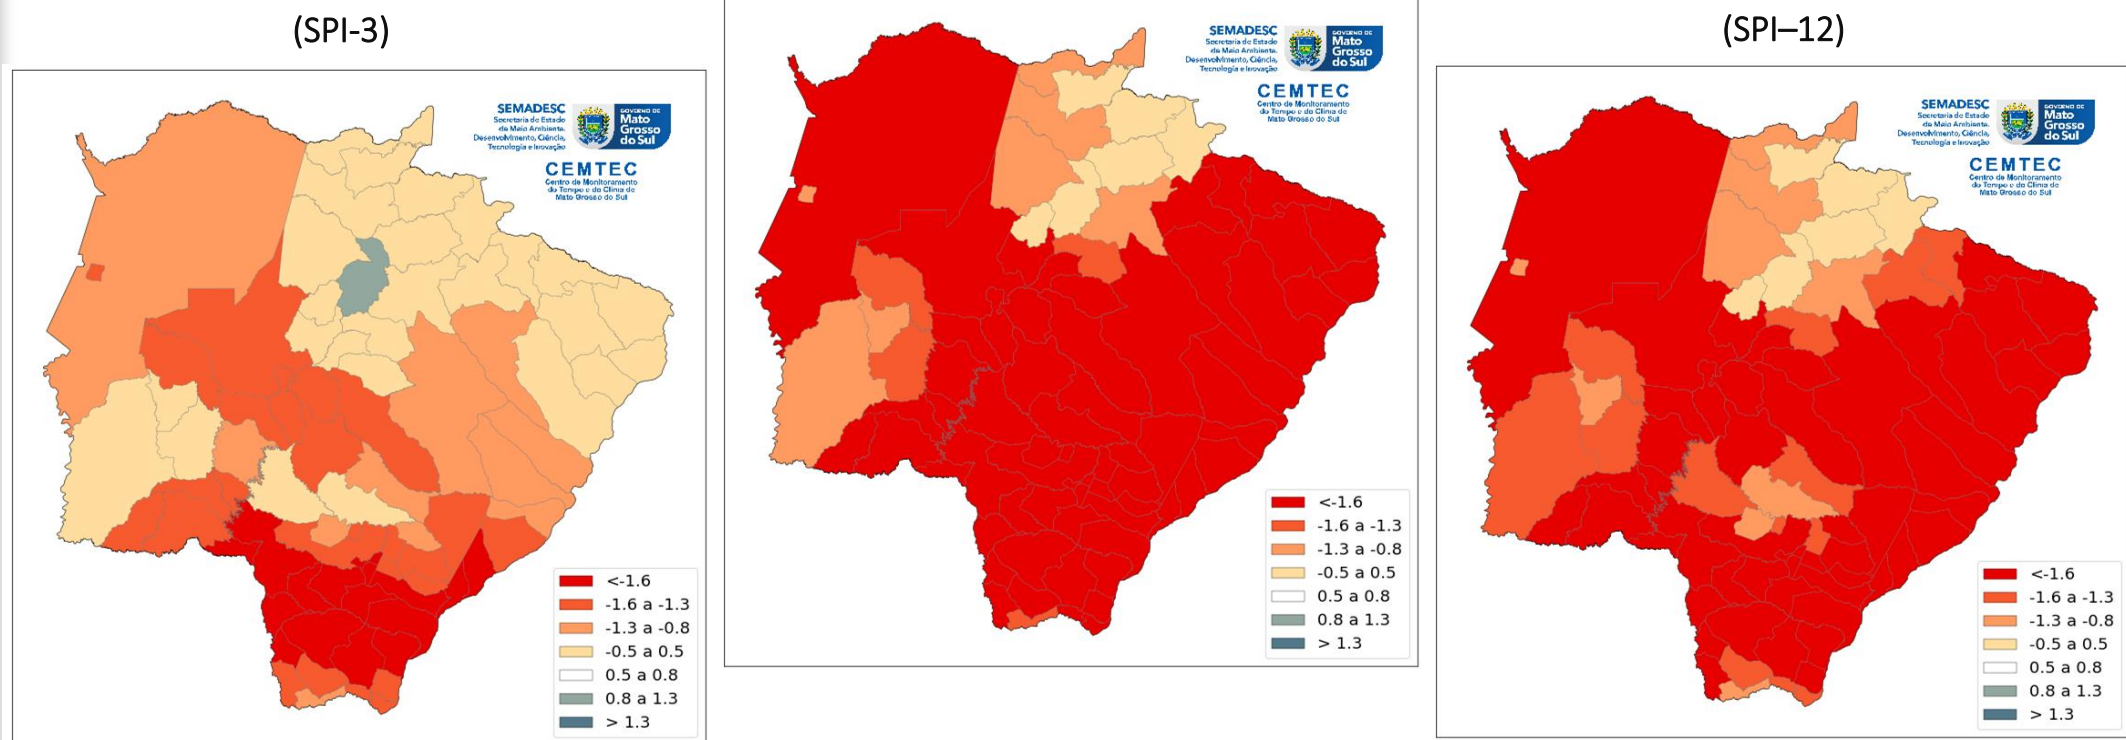 (SPI-3)
SEMADESC
Secretaria de Estado
de Meio Ambiente,
Desenvolvimento, Ciência,
Tecnologia e Inovação
GOVERNO DE
Mato
Grosso
do Sul
CEMTEC
Centro de Monitoramento
do Tempo e do Clima de
Mato Grosso do Sul
<-1.6
-1.6 a -1.3
-1.3 a -0.8
-0.5 a 0.5
0.5 a 0.8
0.8 a 1.3
> 1.3
SEMADESC
Secretaria de Estado
de Meio Ambiente,
Desenvolvimento, Ciência,
Tecnologia e Inovação
GOVERNO DE
Mato
Grosso
do Sul
CEMTEC
Centro de Monitoramento
do Tempo e do Clima de
Mato Grosso do Sul
<-1.6
-1.6 a -1.3
-1.3 a -0.8
-0.5 a 0.5
0.5 a 0.8
0.8 a 1.3
> 1.3
(SPI–12)
SEMADESC
Secretaria de Estado
de Meio Ambiente,
Desenvolvimento, Ciência,
Tecnologia e Inovação
GOVERNO DE
Mato
Grosso
do Sul
CEMTEC
Centro de Monitoramento
do Tempo e do Clima de
Mato Grosso do Sul
<-1.6
-1.6 a -1.3
-1.3 a -0.8
-0.5 a 0.5
0.5 a 0.8
0.8 a 1.3
> 1.3